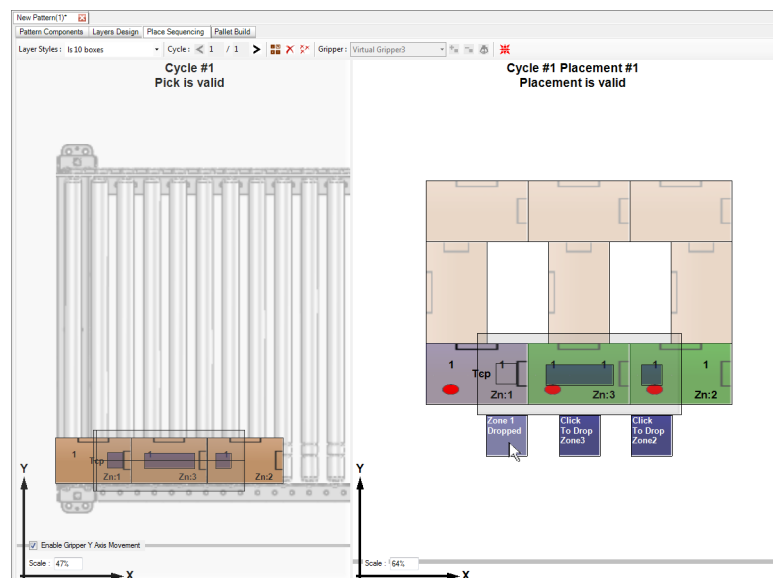 New Pattern(1)*
Pattern Components Layers Design Place Sequencing Pallet Build
Layer Styles : ls 10 boxes Cycle : 1 / 1 Gripper : Virtual Gripper3
Cycle #1
Pick is valid
Cycle #1 Placement #1
Placement is valid
1 1 1 1
Tcp
Zn:1 Zn:3 Zn:2
Zone 1
Dropped
Click
To Drop
Zone3
Click
To Drop
Zone2
1 1 1
Tcp
Zn:1 Zn:3 Zn:2
Y
Y
Enable Gripper Y Axis Movement
Scale : 47%
X
Scale : 64%
X